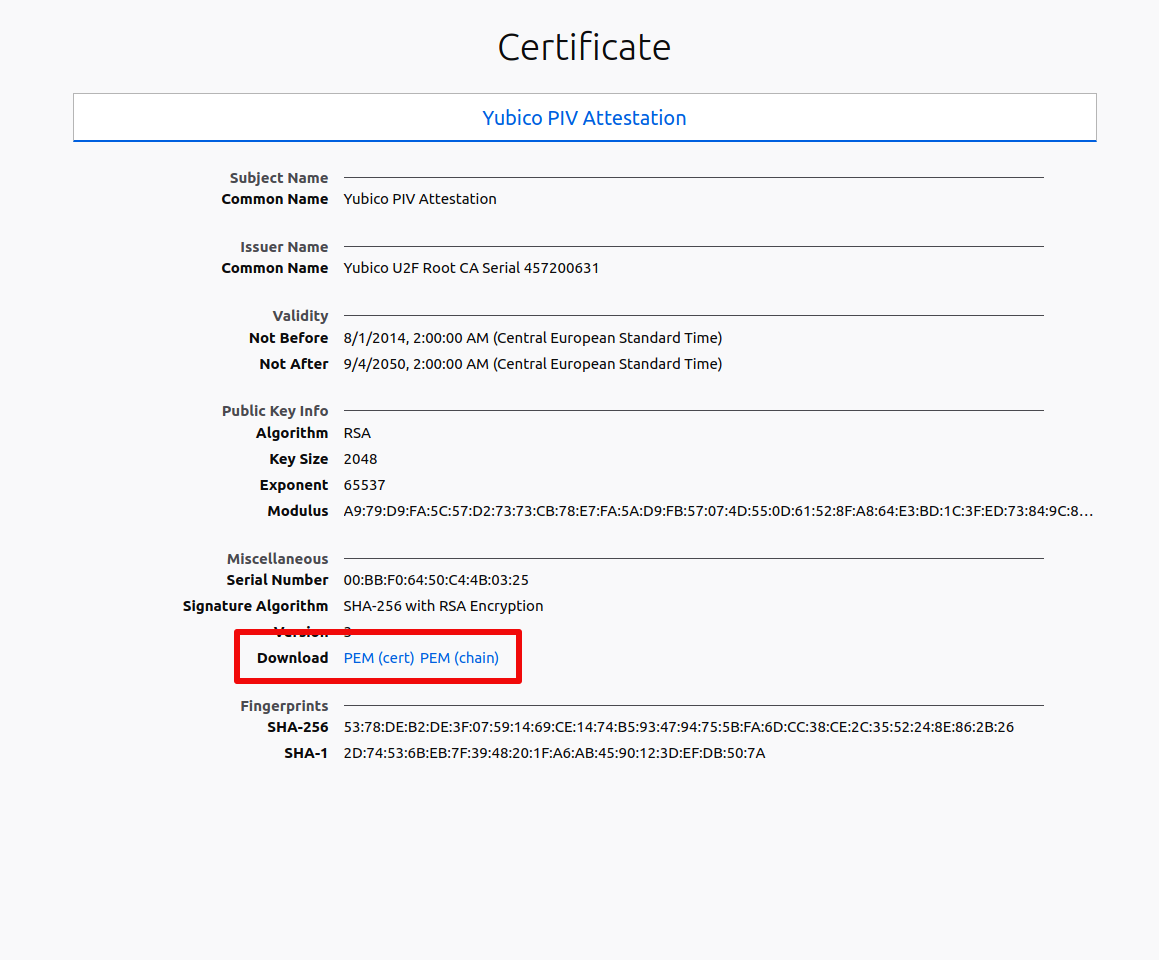 Certificate
Yubico PIV Attestation
Subject Name
Common Name Yubico PIV Attestation
Issuer Name
Common Name Yubico U2F Root CA Serial 457200631
Validity
Not Before 8/1/2014, 2:00:00 AM (Central European Standard Time)
Not After 9/4/2050, 2:00:00 AM (Central European Standard Time)
Public Key Info
Algorithm RSA
Key Size 2048
Exponent 65537
Modulus A9:79:D9:FA:5C:57:D2:73:73:CB:78:E7:FA:5A:D9:FB:57:07:4D:55:0D:61:52:8F:A8:64:E3:BD:1C:3F:ED:73:84:9C:8…
Miscellaneous
Serial Number 00:BB:F0:64:50:C4:4B:03:25
Signature Algorithm SHA-256 with RSA Encryption
Version 3
Download PEM (cert) PEM (chain)
Fingerprints
SHA-256 53:78:DE:B2:DE:3F:07:59:14:69:CE:14:74:B5:93:47:94:75:5B:FA:6D:CC:38:CE:2C:35:52:24:8E:86:2B:26
SHA-1 2D:74:53:6B:EB:7F:39:48:20:1F:A6:AB:45:90:12:3D:EF:DB:50:7A